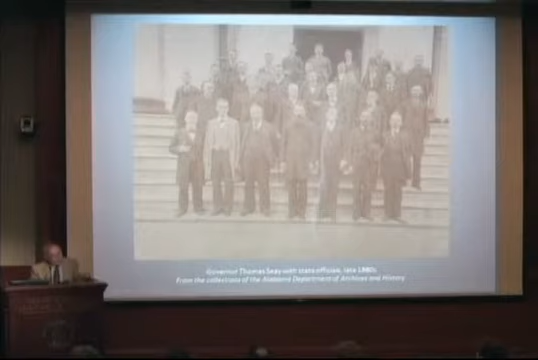 Governor Thomas Seay with state officials, late 1880s
From the collections of the Alabama Department of Archives and History